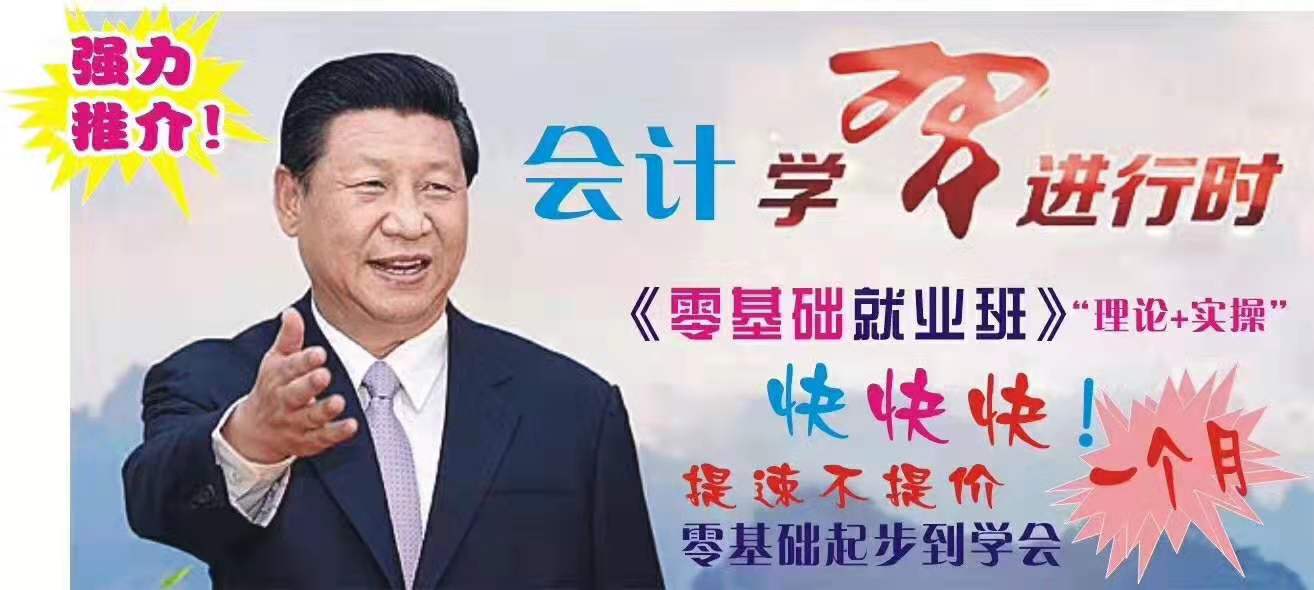 强力
推介！
会计学习进行时
《零基础就业班》“理论+实操”
快快快！
一个月
提速不提价
零基础起步到学会